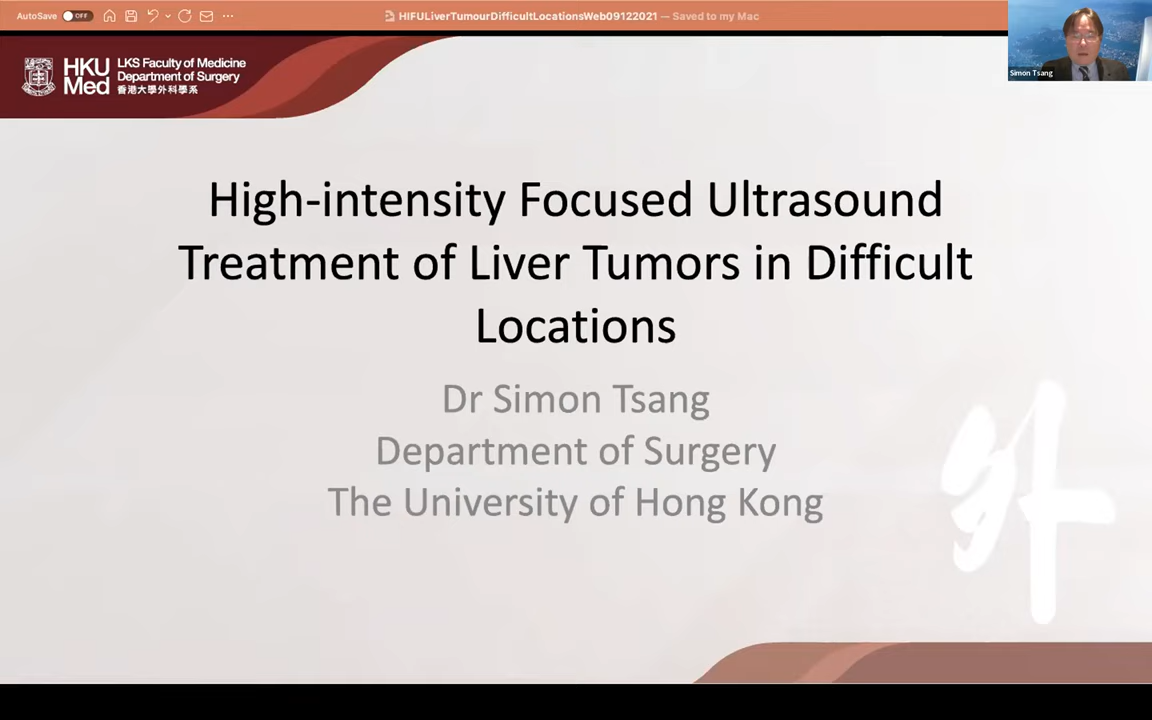 AutoSave OFF
HIFULiverTumourDifficultLocationsWeb09122021 — Saved to my Mac
Simon Tsang
HKU
Med
LKS Faculty of Medicine
Department of Surgery
香港大學外科學系
High-intensity Focused Ultrasound
Treatment of Liver Tumors in Difficult
Locations
Dr Simon Tsang
Department of Surgery
The University of Hong Kong
外